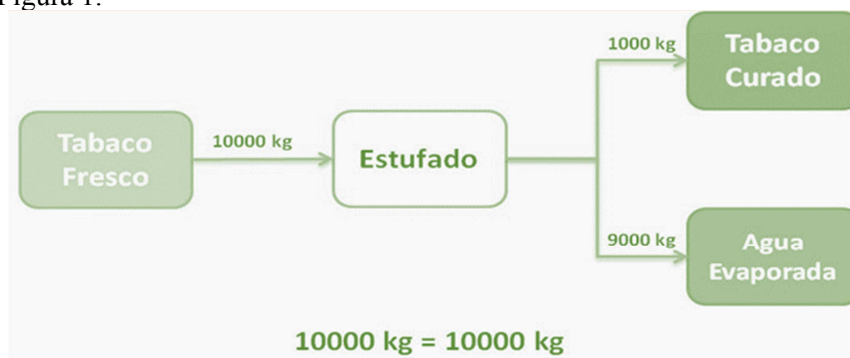 Figura 1.
1000 kg
Tabaco
Curado
Tabaco
Fresco
10000 kg
Estufado
9000 kg
Agua
Evaporada
10000 kg = 10000 kg